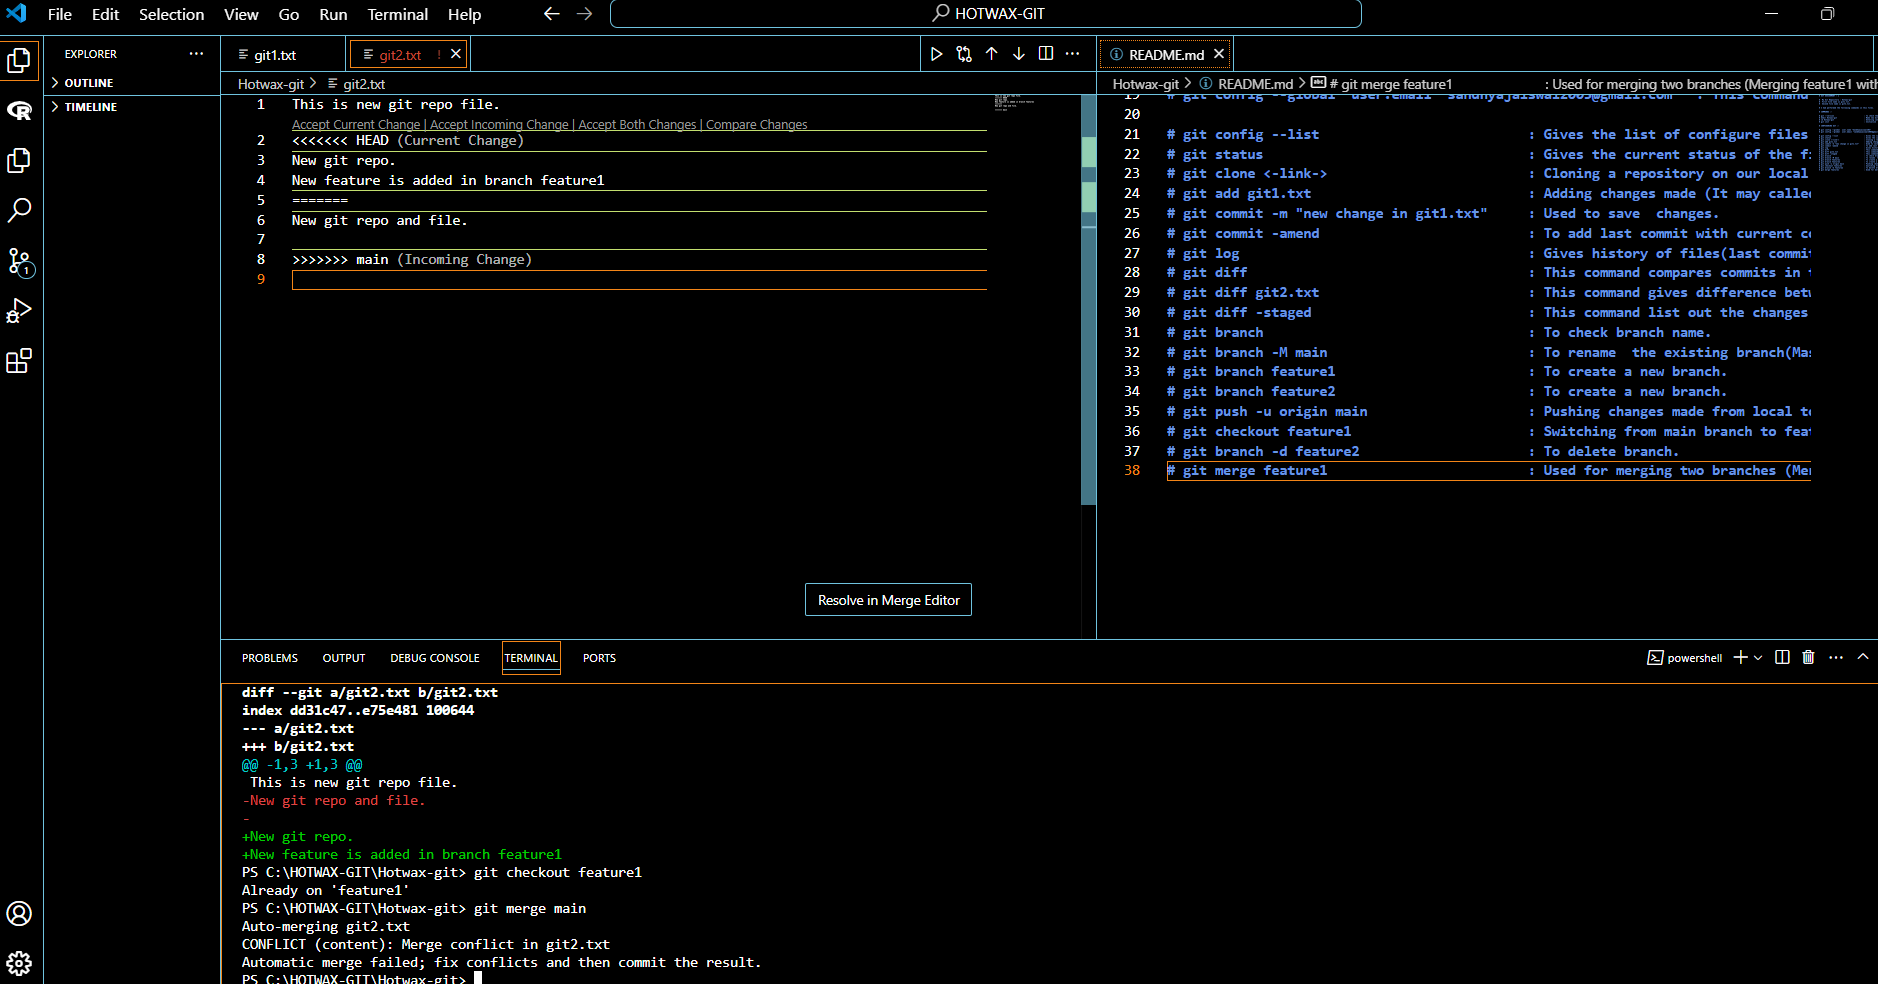 File Edit Selection View Go Run Terminal Help
HOTWAX-GIT
EXPLORER
OUTLINE
TIMELINE
git1.txt
git2.txt !
Hotwax-git > git2.txt
1 This is new git repo file.
Accept Current Change | Accept Incoming Change | Accept Both Changes | Compare Changes
2 <<<<<<< HEAD (Current Change)
3 New git repo.
4 New feature is added in branch feature1
5 =======
6 New git repo and file.
7
8 >>>>>>> main (Incoming Change)
9
Resolve in Merge Editor
README.md
Hotwax-git > README.md > # git merge feature1 : Used for merging two branches (Merging feature1 with
20
21 # git config --list : Gives the list of configure files
22 # git status : Gives the current status of the f
23 # git clone <-link-> : Cloning a repository on our local
24 # git add git1.txt : Adding changes made (It may called
25 # git commit -m "new change in git1.txt" : Used to save  changes.
26 # git commit -amend : To add last commit with current c
27 # git log : Gives history of files(last commit
28 # git diff : This command compares commits in
29 # git diff git2.txt : This command gives difference bet
30 # git diff -staged : This command list out the changes
31 # git branch : To check branch name.
32 # git branch -M main : To rename  the existing branch(Ma
33 # git branch feature1 : To create a new branch.
34 # git branch feature2 : To create a new branch.
35 # git push -u origin main : Pushing changes made from local t
36 # git checkout feature1 : Switching from main branch to fea
37 # git branch -d feature2 : To delete branch.
38 # git merge feature1 : Used for merging two branches (Me
PROBLEMS OUTPUT DEBUG CONSOLE TERMINAL PORTS
powershell
diff --git a/git2.txt b/git2.txt
index dd31c47..e75e481 100644
--- a/git2.txt
+++ b/git2.txt
@@ -1,3 +1,3 @@
 This is new git repo file.
-New git repo and file.
-
+New git repo.
+New feature is added in branch feature1
PS C:\HOTWAX-GIT\Hotwax-git> git checkout feature1
Already on 'feature1'
PS C:\HOTWAX-GIT\Hotwax-git> git merge main
Auto-merging git2.txt
CONFLICT (content): Merge conflict in git2.txt
Automatic merge failed; fix conflicts and then commit the result.
PS C:\HOTWAX-GIT\Hotwax-git>